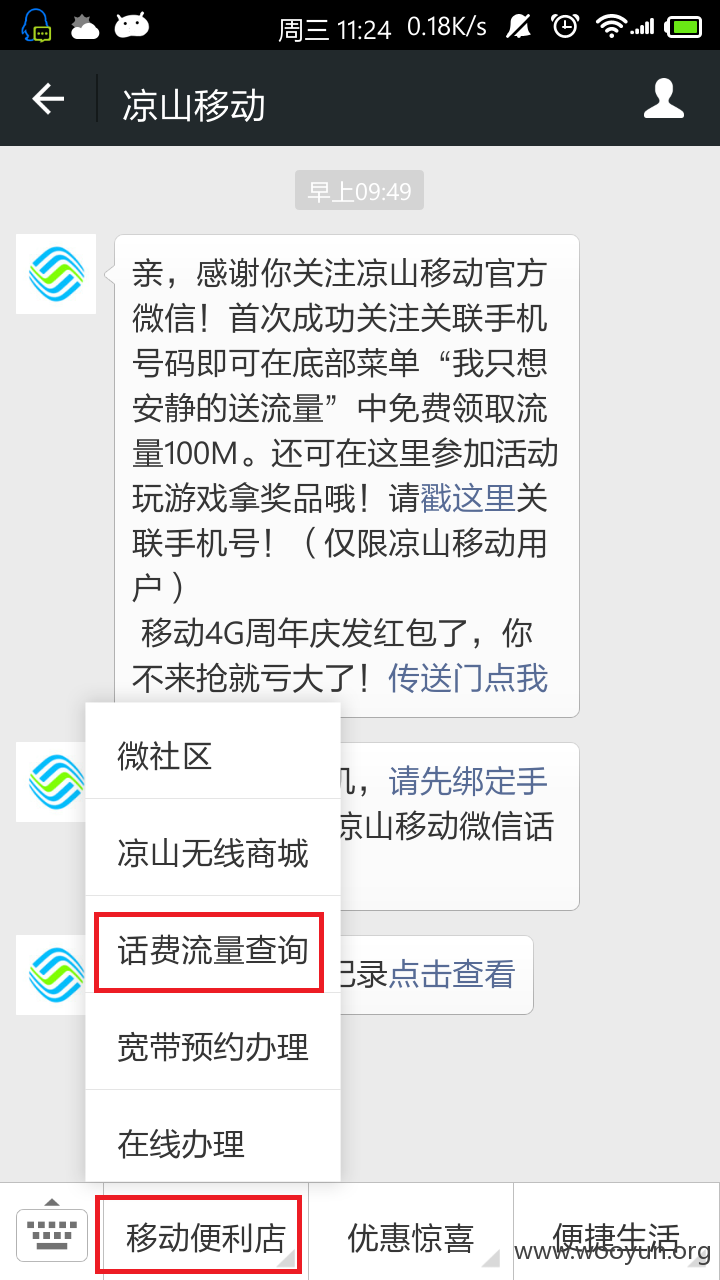 周三 11:24 0.18K/s
凉山移动
早上09:49
亲，感谢你关注凉山移动官方
微信！首次成功关注关联手机
号码即可在底部菜单“我只想
安静的送流量”中免费领取流
量100M。还可在这里参加活动
玩游戏拿奖品哦！请戳这里关
联手机号！（仅限凉山移动用
户）
移动4G周年庆发红包了，你
不来抢就亏大了！传送门点我
机，请先绑定手
凉山移动微信话
记录点击查看
微社区
凉山无线商城
话费流量查询
宽带预约办理
在线办理
移动便利店
优惠惊喜
便捷生活
www.wooyun.org